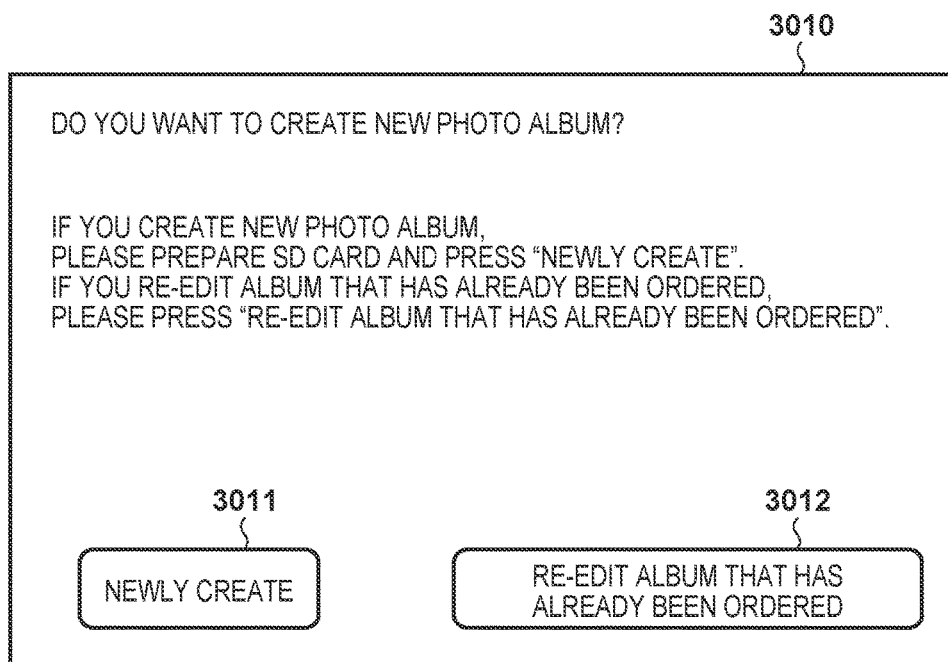 3010
DO YOU WANT TO CREATE NEW PHOTO ALBUM?
IF YOU CREATE NEW PHOTO ALBUM,
PLEASE PREPARE SD CARD AND PRESS “NEWLY CREATE”.
IF YOU RE-EDIT ALBUM THAT HAS ALREADY BEEN ORDERED,
PLEASE PRESS “RE-EDIT ALBUM THAT HAS ALREADY BEEN ORDERED”.
3011
NEWLY CREATE
3012
RE-EDIT ALBUM THAT HAS
ALREADY BEEN ORDERED